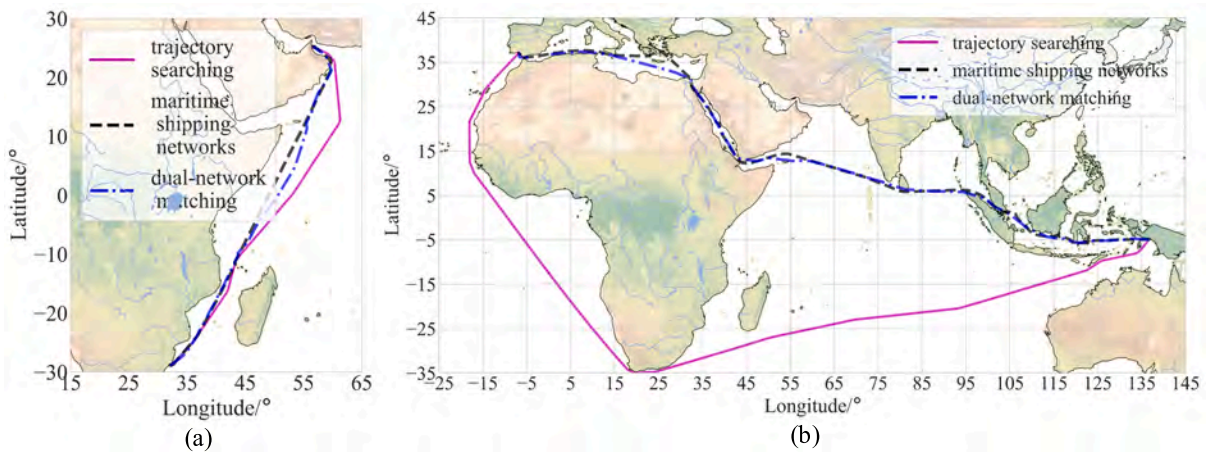 30
20
10
0
−10
−20
−30
Latitude/°
trajectory
searching
maritime
shipping
networks
dual-network
matching
15 25 35 45 55 65
Longitude/°
(a)
45
35
25
15
5
−5
−15
−25
−35
Latitude/°
trajectory searching
maritime shipping networks
dual-network matching
−25 −15 −5 5 15 25 35 45 55 65 75 85 95 105 115 125 135 145
Longitude/°
(b)